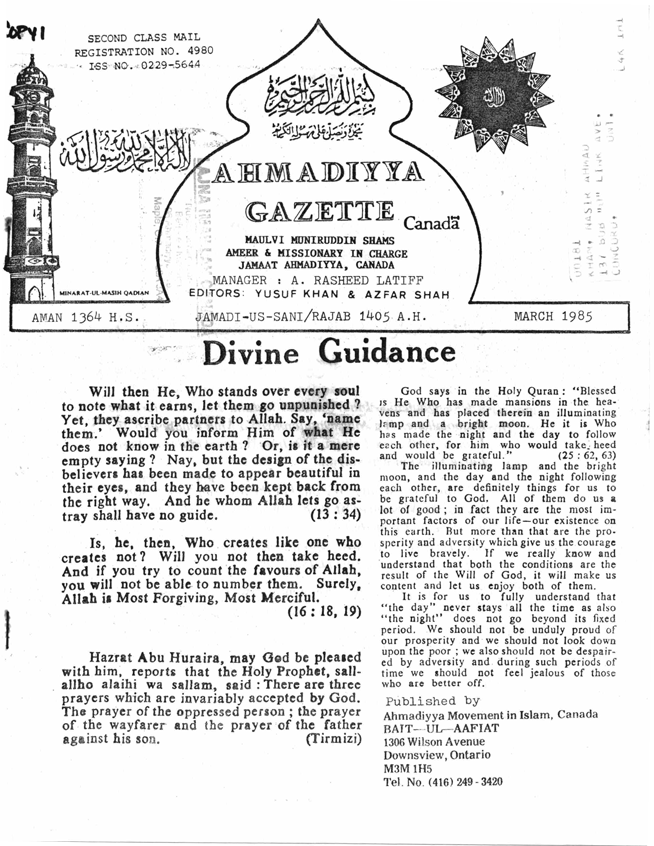 COPY 1
SECOND CLASS MAIL
REGISTRATION NO. 4980
ISS NO. 0229-5644
بسم الله الرحمن الرحيم
نحمده ونصلى على رسوله الكريم
لا اله الا الله محمد رسول الله
الله
AHMADIYYA
GAZETTE Canada
MAULVI MUNIRUDDIN SHAMS
AMEER & MISSIONARY IN CHARGE
JAMAAT AHMADIYYA, CANADA
MANAGER : A. RASHEED LATIFF
EDITORS: YUSUF KHAN & AZFAR SHAH
MINARAT-UL-MASIH QADIAN
AMAN 1364 H.S. JAMADI-US-SANI/RAJAB 1405 A.H. MARCH 1985
Divine Guidance
Will then He, Who stands over every soul
to note what it earns, let them go unpunished ?
Yet, they ascribe partners to Allah. Say, 'name
them.' Would you inform Him of what He
does not know in the earth ? Or, is it a mere
empty saying ? Nay, but the design of the dis-
believers has been made to appear beautiful in
their eyes, and they have been kept back from
the right way. And he whom Allah lets go as-
tray shall have no guide. (13 : 34)
Is, he, then, Who creates like one who
creates not ? Will you not then take heed.
And if you try to count the favours of Allah,
you will not be able to number them. Surely,
Allah is Most Forgiving, Most Merciful.
(16 : 18, 19)
Hazrat Abu Huraira, may God be pleased
with him, reports that the Holy Prophet, sall-
allho alaihi wa sallam, said : There are three
prayers which are invariably accepted by God.
The prayer of the oppressed person ; the prayer
of the wayfarer and the prayer of the father
against his son. (Tirmizi)
God says in the Holy Quran : "Blessed
is He Who has made mansions in the hea-
vens and has placed therein an illuminating
lamp and a bright moon. He it is Who
has made the night and the day to follow
each other, for him who would take, heed
and would be grateful." (25 : 62, 63)
The illuminating lamp and the bright
moon, and the day and the night following
each other, are definitely things for us to
be grateful to God. All of them do us a
lot of good ; in fact they are the most im-
portant factors of our life—our existence on
this earth. But more than that are the pro-
sperity and adversity which give us the courage
to live bravely. If we really know and
understand that both the conditions are the
result of the Will of God, it will make us
content and let us enjoy both of them.
It is for us to fully understand that
"the day" never stays all the time as also
"the night" does not go beyond its fixed
period. We should not be unduly proud of
our prosperity and we should not look down
upon the poor ; we also should not be despair-
ed by adversity and during such periods of
time we should not feel jealous of those
who are better off.
Published by
Ahmadiyya Movement in Islam, Canada
BAIT—UL—AAFIAT
1306 Wilson Avenue
Downsview, Ontario
M3M 1H5
Tel. No. (416) 249 - 3420